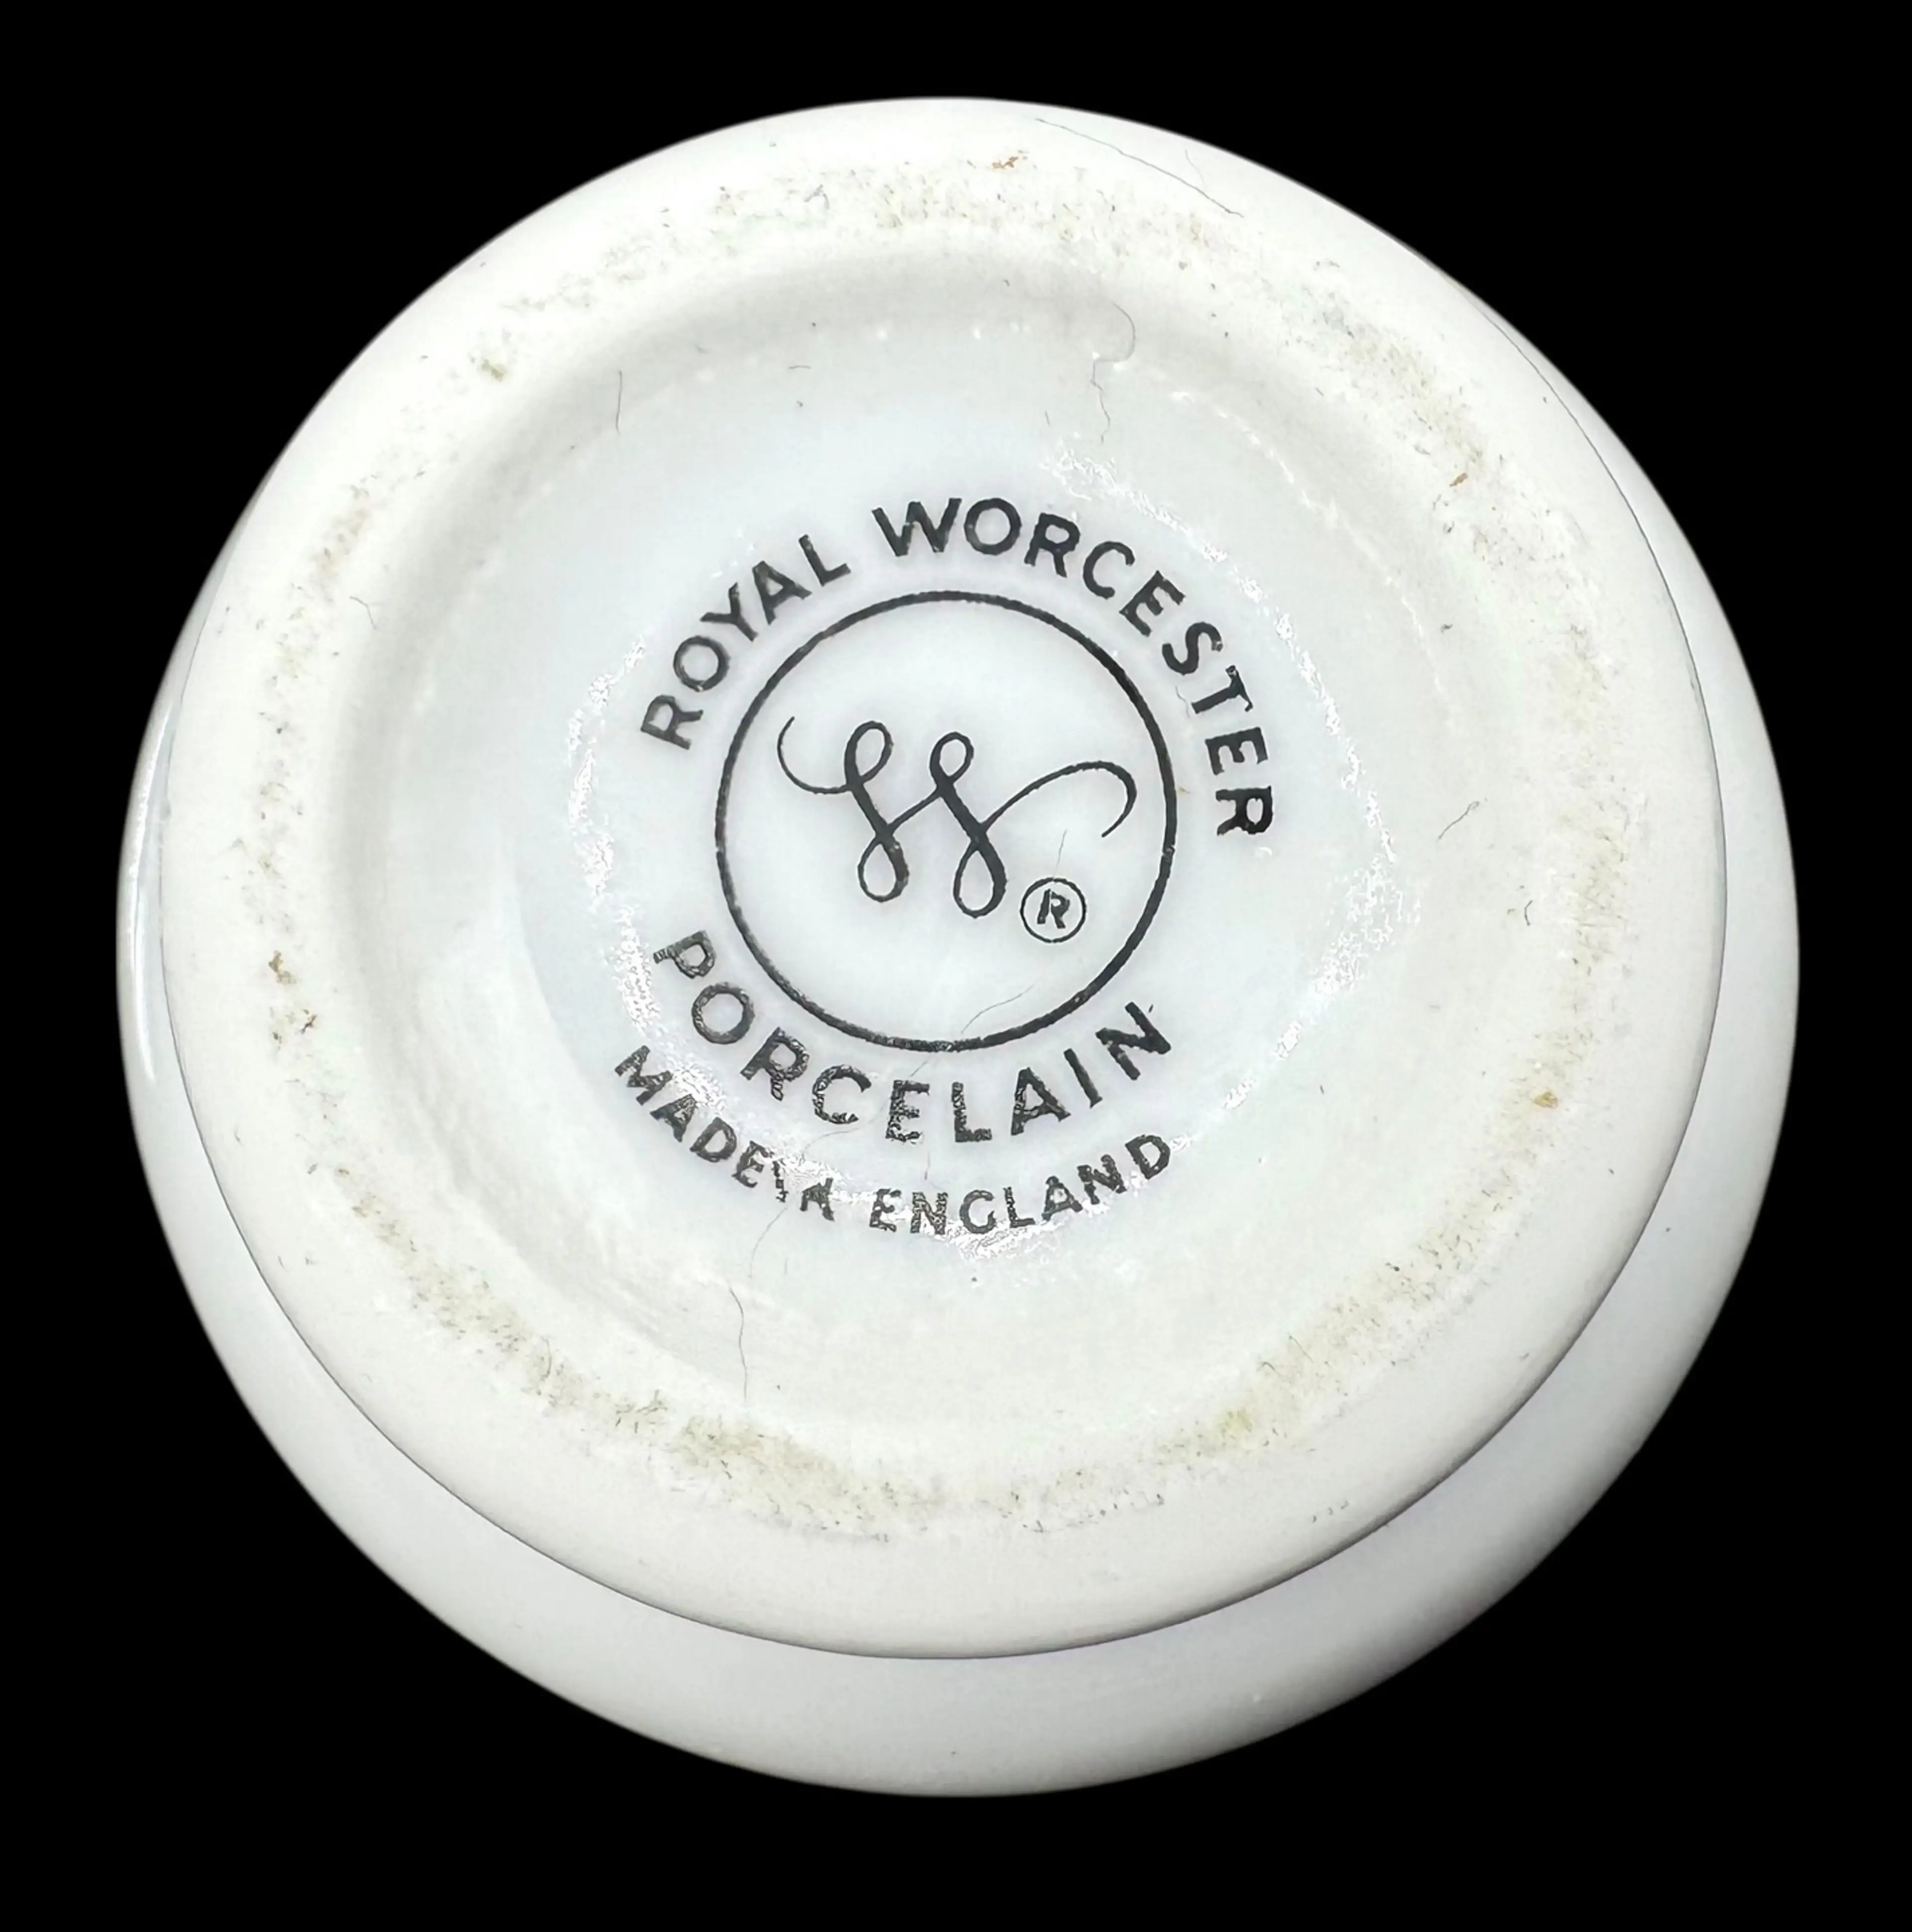 ROYAL WORCESTER
W
®
PORCELAIN
MADE IN ENGLAND